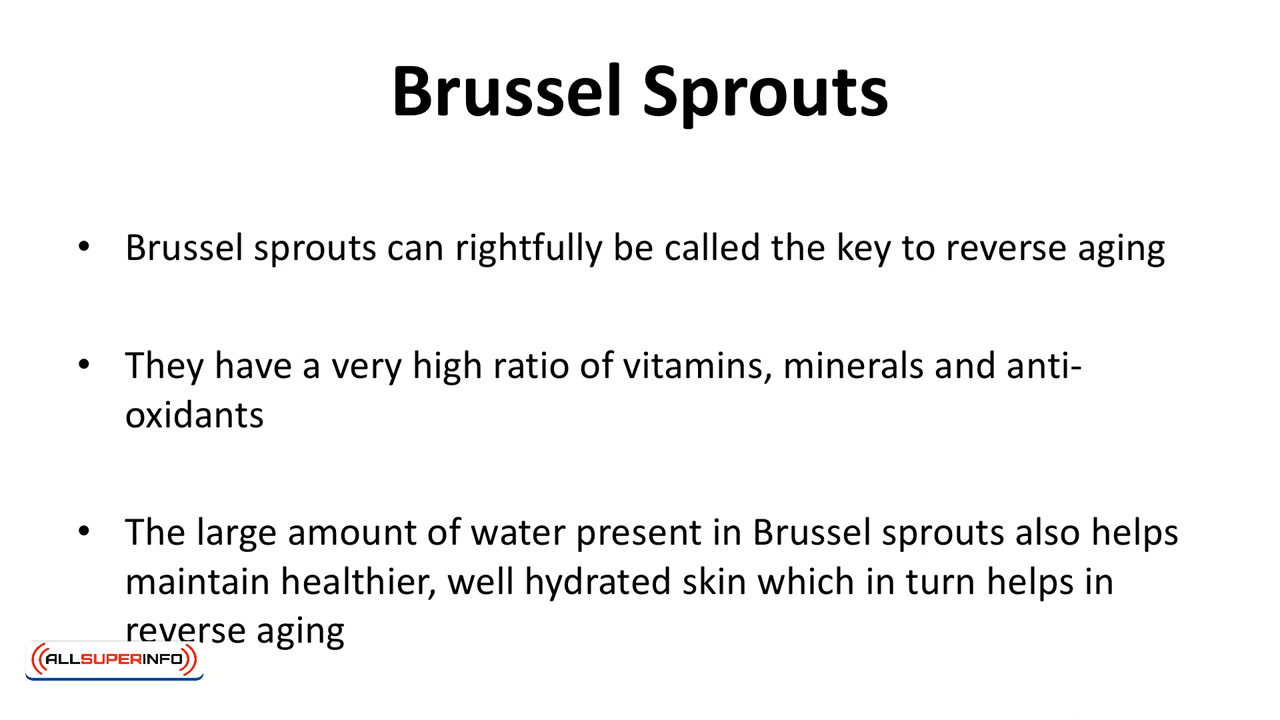 Brussel Sprouts
• Brussel sprouts can rightfully be called the key to reverse aging
• They have a very high ratio of vitamins, minerals and anti-
oxidants
• The large amount of water present in Brussel sprouts also helps
maintain healthier, well hydrated skin which in turn helps in
reverse aging
ALLSUPERINFO